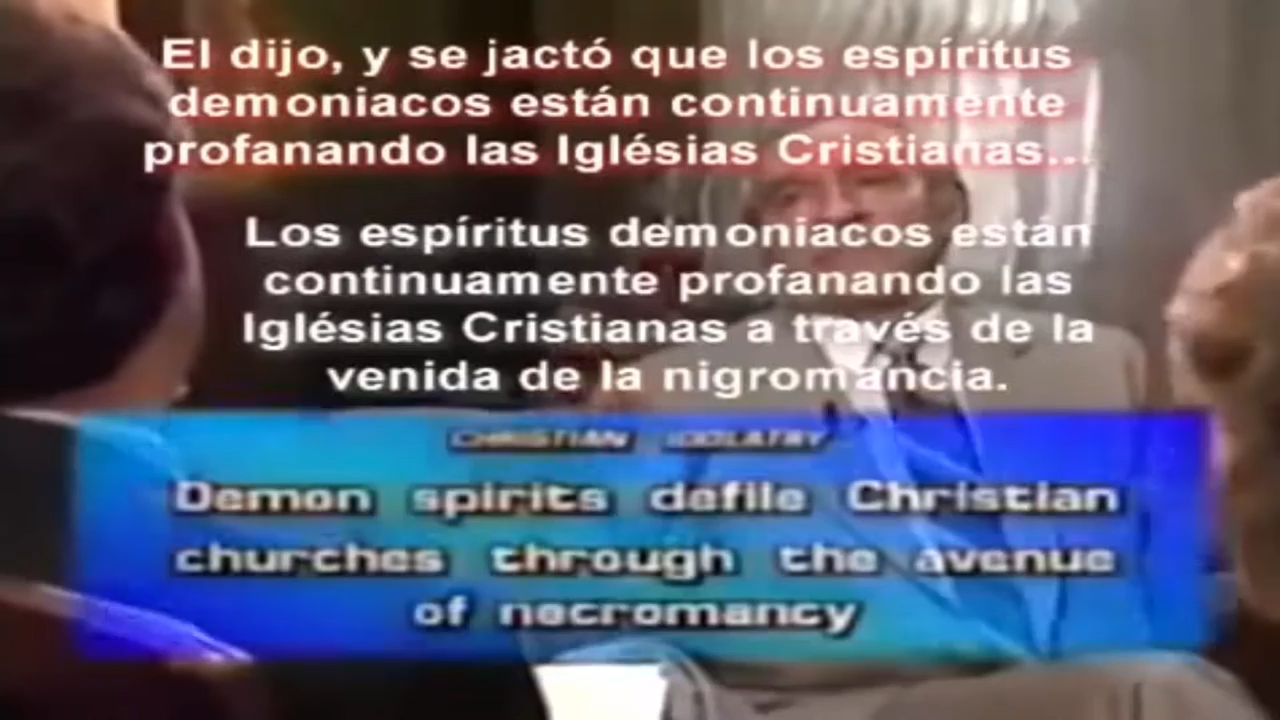 El dijo, y se jactó que los espíritus
demoniacos están continuamente
profanando las Iglésias Cristianas...
Los espíritus demoniacos están
continuamente profanando las
Iglésias Cristianas a través de la
venida de la nigromancia.
CHRISTIAN IDOLATRY
Demon spirits defile Christian
churches through the avenue
of necromancy